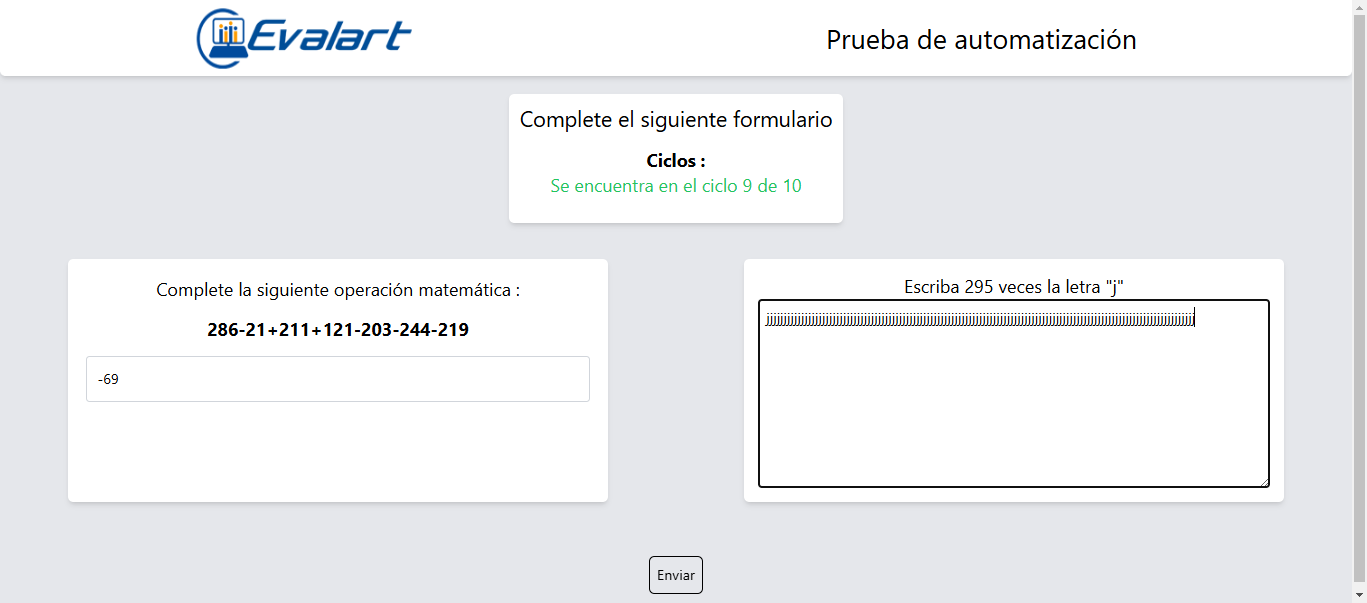 Evalart
Prueba de automatización
Complete el siguiente formulario
Ciclos :
Se encuentra en el ciclo 9 de 10
Complete la siguiente operación matemática :
286-21+211+121-203-244-219
-69
Escriba 295 veces la letra "j"
Enviar